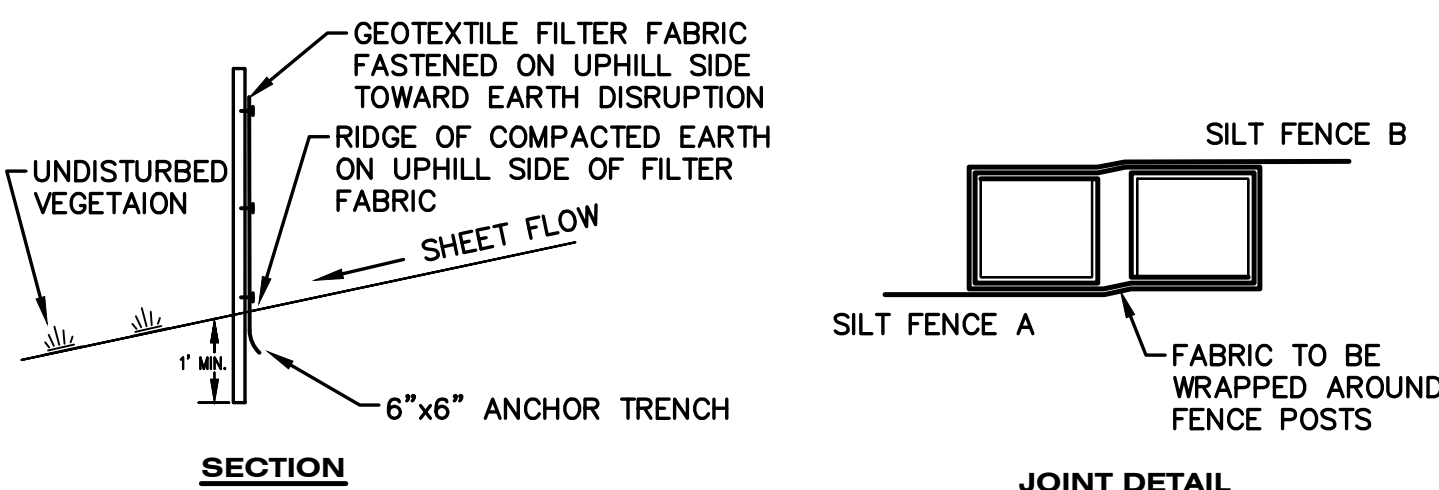 GEOTEXTILE FILTER FABRIC
FASTENED ON UPHILL SIDE
TOWARD EARTH DISRUPTION
RIDGE OF COMPACTED EARTH
ON UPHILL SIDE OF FILTER
FABRIC
UNDISTURBED
VEGETAION
SHEET FLOW
1' MIN.
6”x6” ANCHOR TRENCH
SECTION
SILT FENCE B
SILT FENCE A
FABRIC TO BE
WRAPPED AROUND
FENCE POSTS
JOINT DETAIL